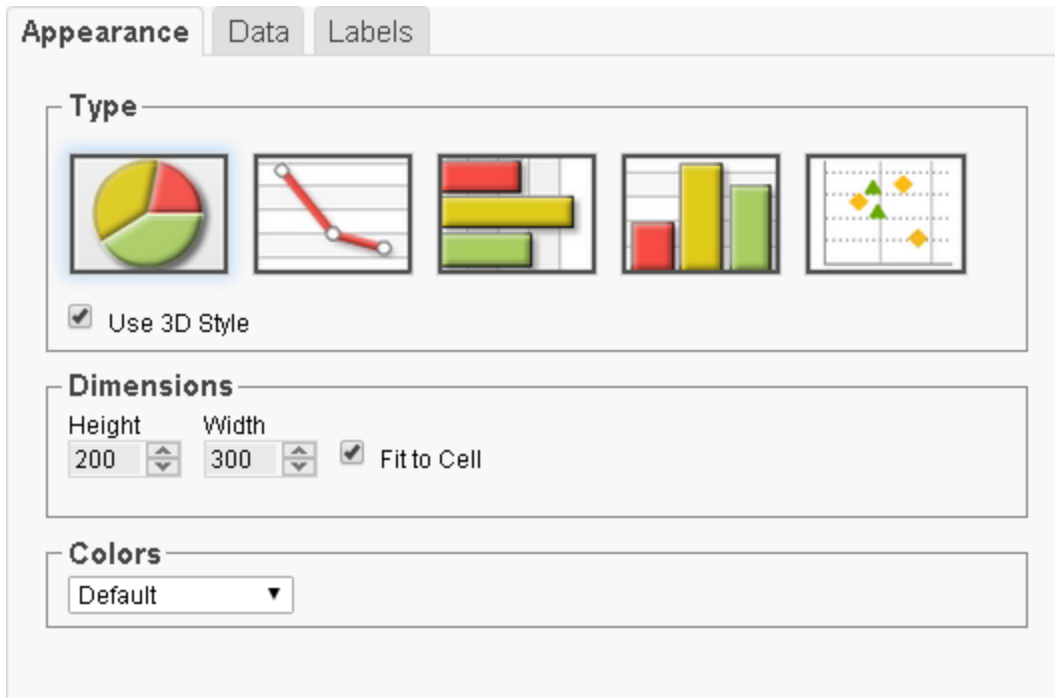 Appearance Data Labels
Type
Use 3D Style
Dimensions
Height Width
200 300 Fit to Cell
Colors
Default